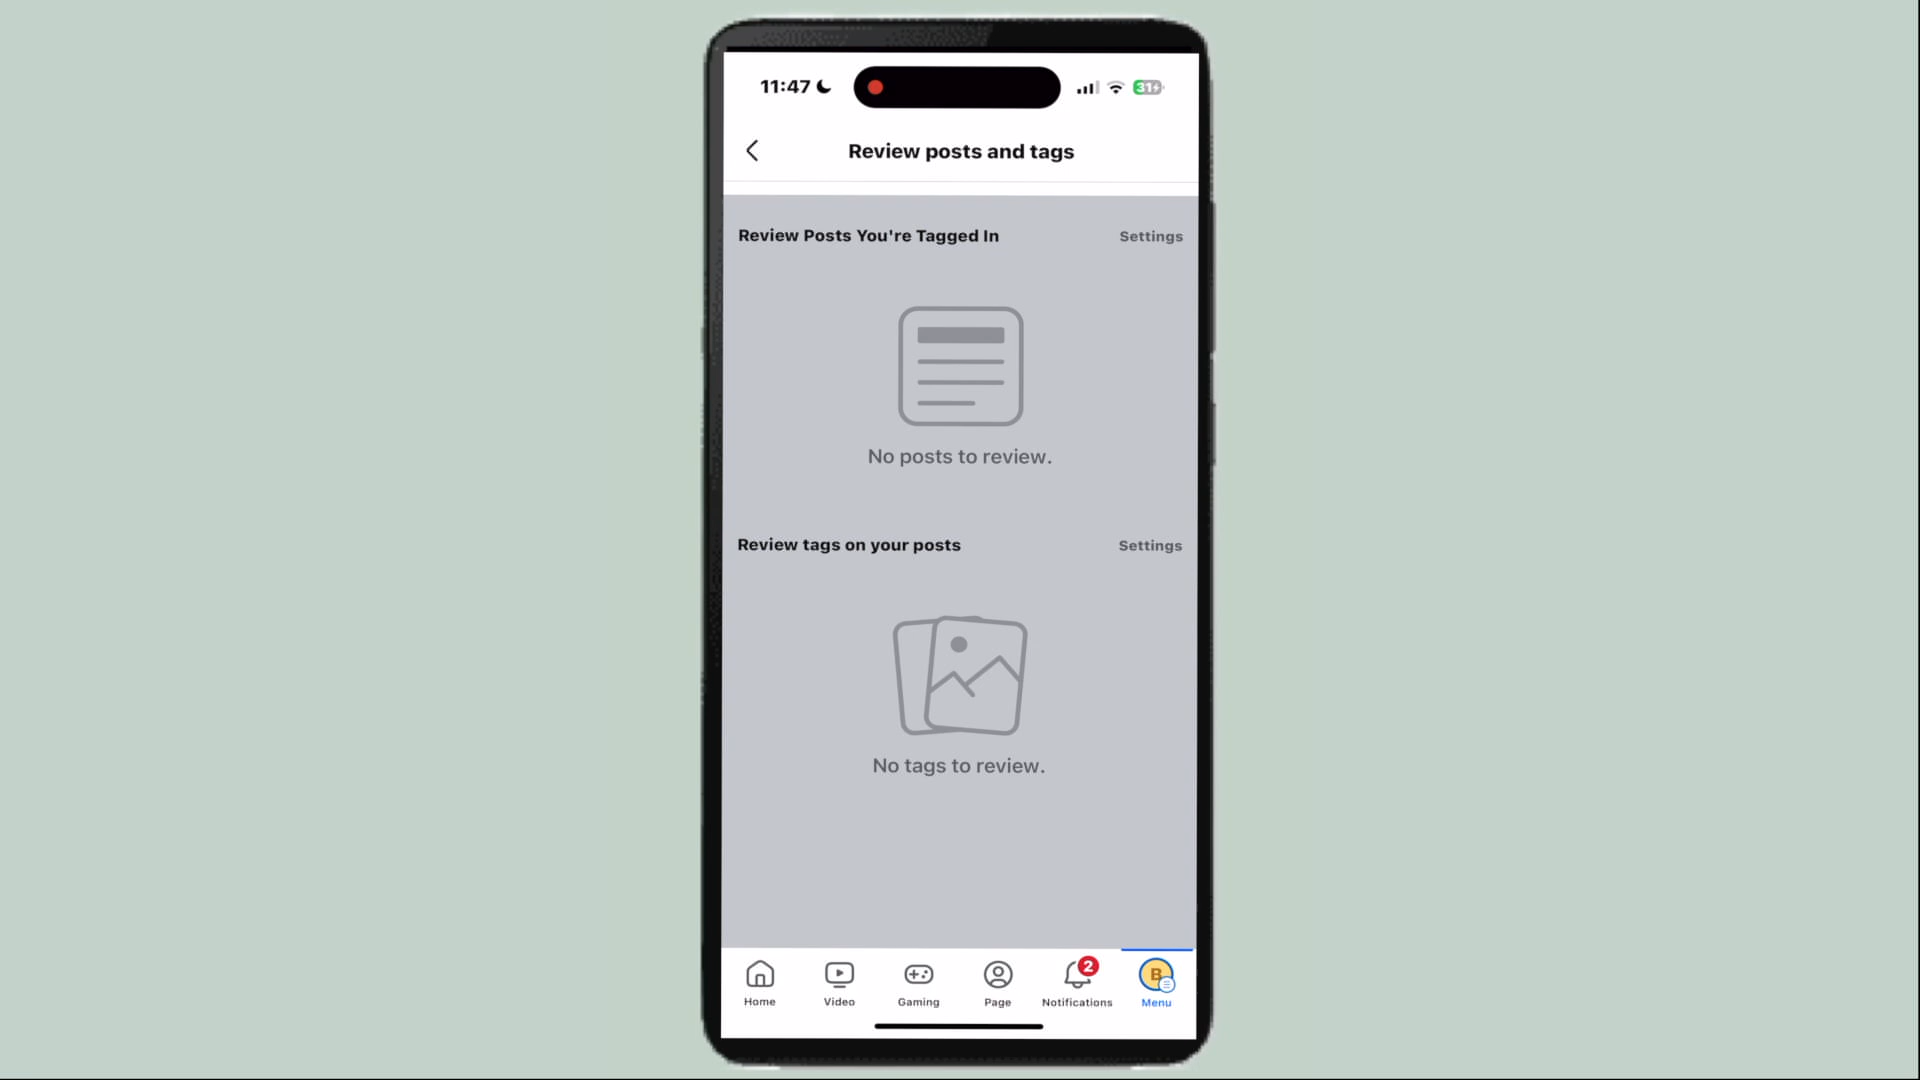 11:47
31
Review posts and tags
Review Posts You're Tagged In Settings
No posts to review.
Review tags on your posts Settings
No tags to review.
2
B
Home Video Gaming Page Notifications Menu